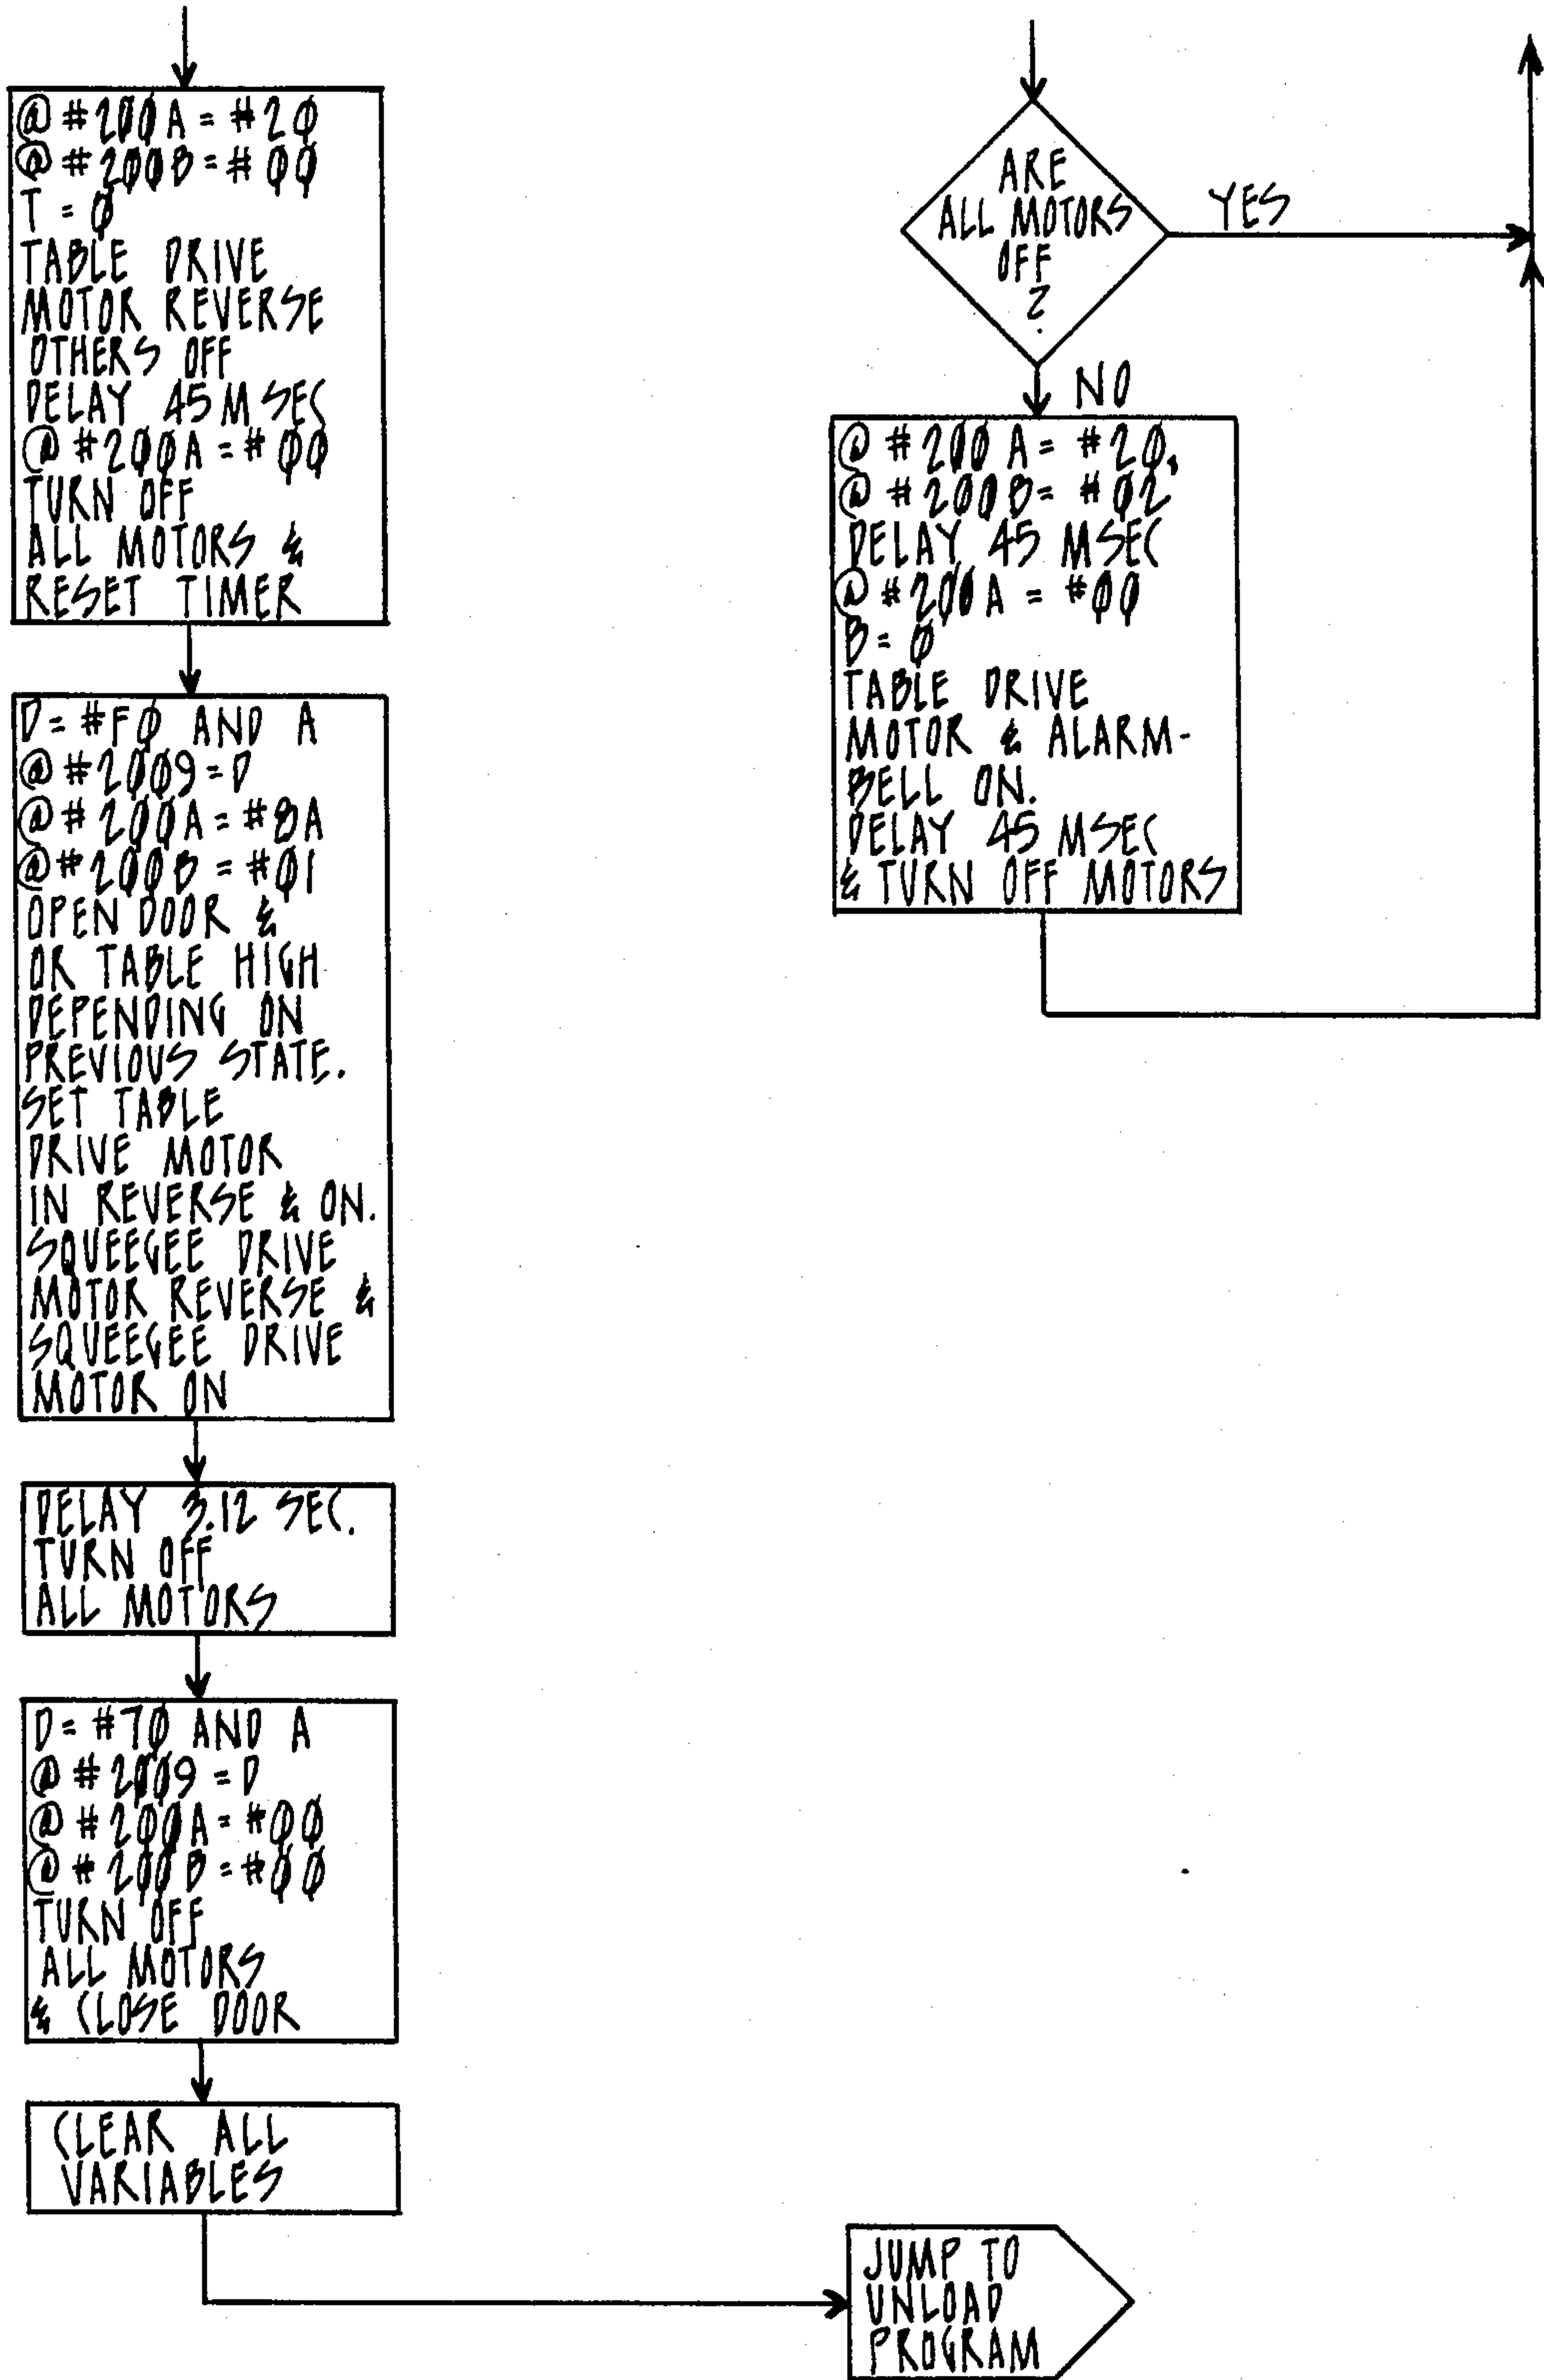 @ #200A = #20
@ #200B = #00
T = 0
TABLE DRIVE
MOTOR REVERSE
OTHERS OFF
DELAY 45 MSEC
@ #200A = #00
TURN OFF
ALL MOTORS &
RESET TIMER
D = #F0 AND A
@ #2009 = D
@ #200A = #8A
@ #200B = #01
OPEN DOOR &
OR TABLE HIGH
DEPENDING ON
PREVIOUS STATE.
SET TABLE
DRIVE MOTOR
IN REVERSE & ON.
SQUEEGEE DRIVE
MOTOR REVERSE &
SQUEEGEE DRIVE
MOTOR ON
DELAY 3.12 SEC.
TURN OFF
ALL MOTORS
D = #70 AND A
@ #2009 = D
@ #200A = #00
@ #200B = #00
TURN OFF
ALL MOTORS
& CLOSE DOOR
CLEAR ALL
VARIABLES
JUMP TO
UNLOAD
PROGRAM
ARE
ALL MOTORS
OFF
?
YES
NO
@ #200A = #20,
@ #200B = #02
DELAY 45 MSEC
@ #200A = #00
B = 0
TABLE DRIVE
MOTOR & ALARM-
BELL ON.
DELAY 45 MSEC
& TURN OFF MOTORS